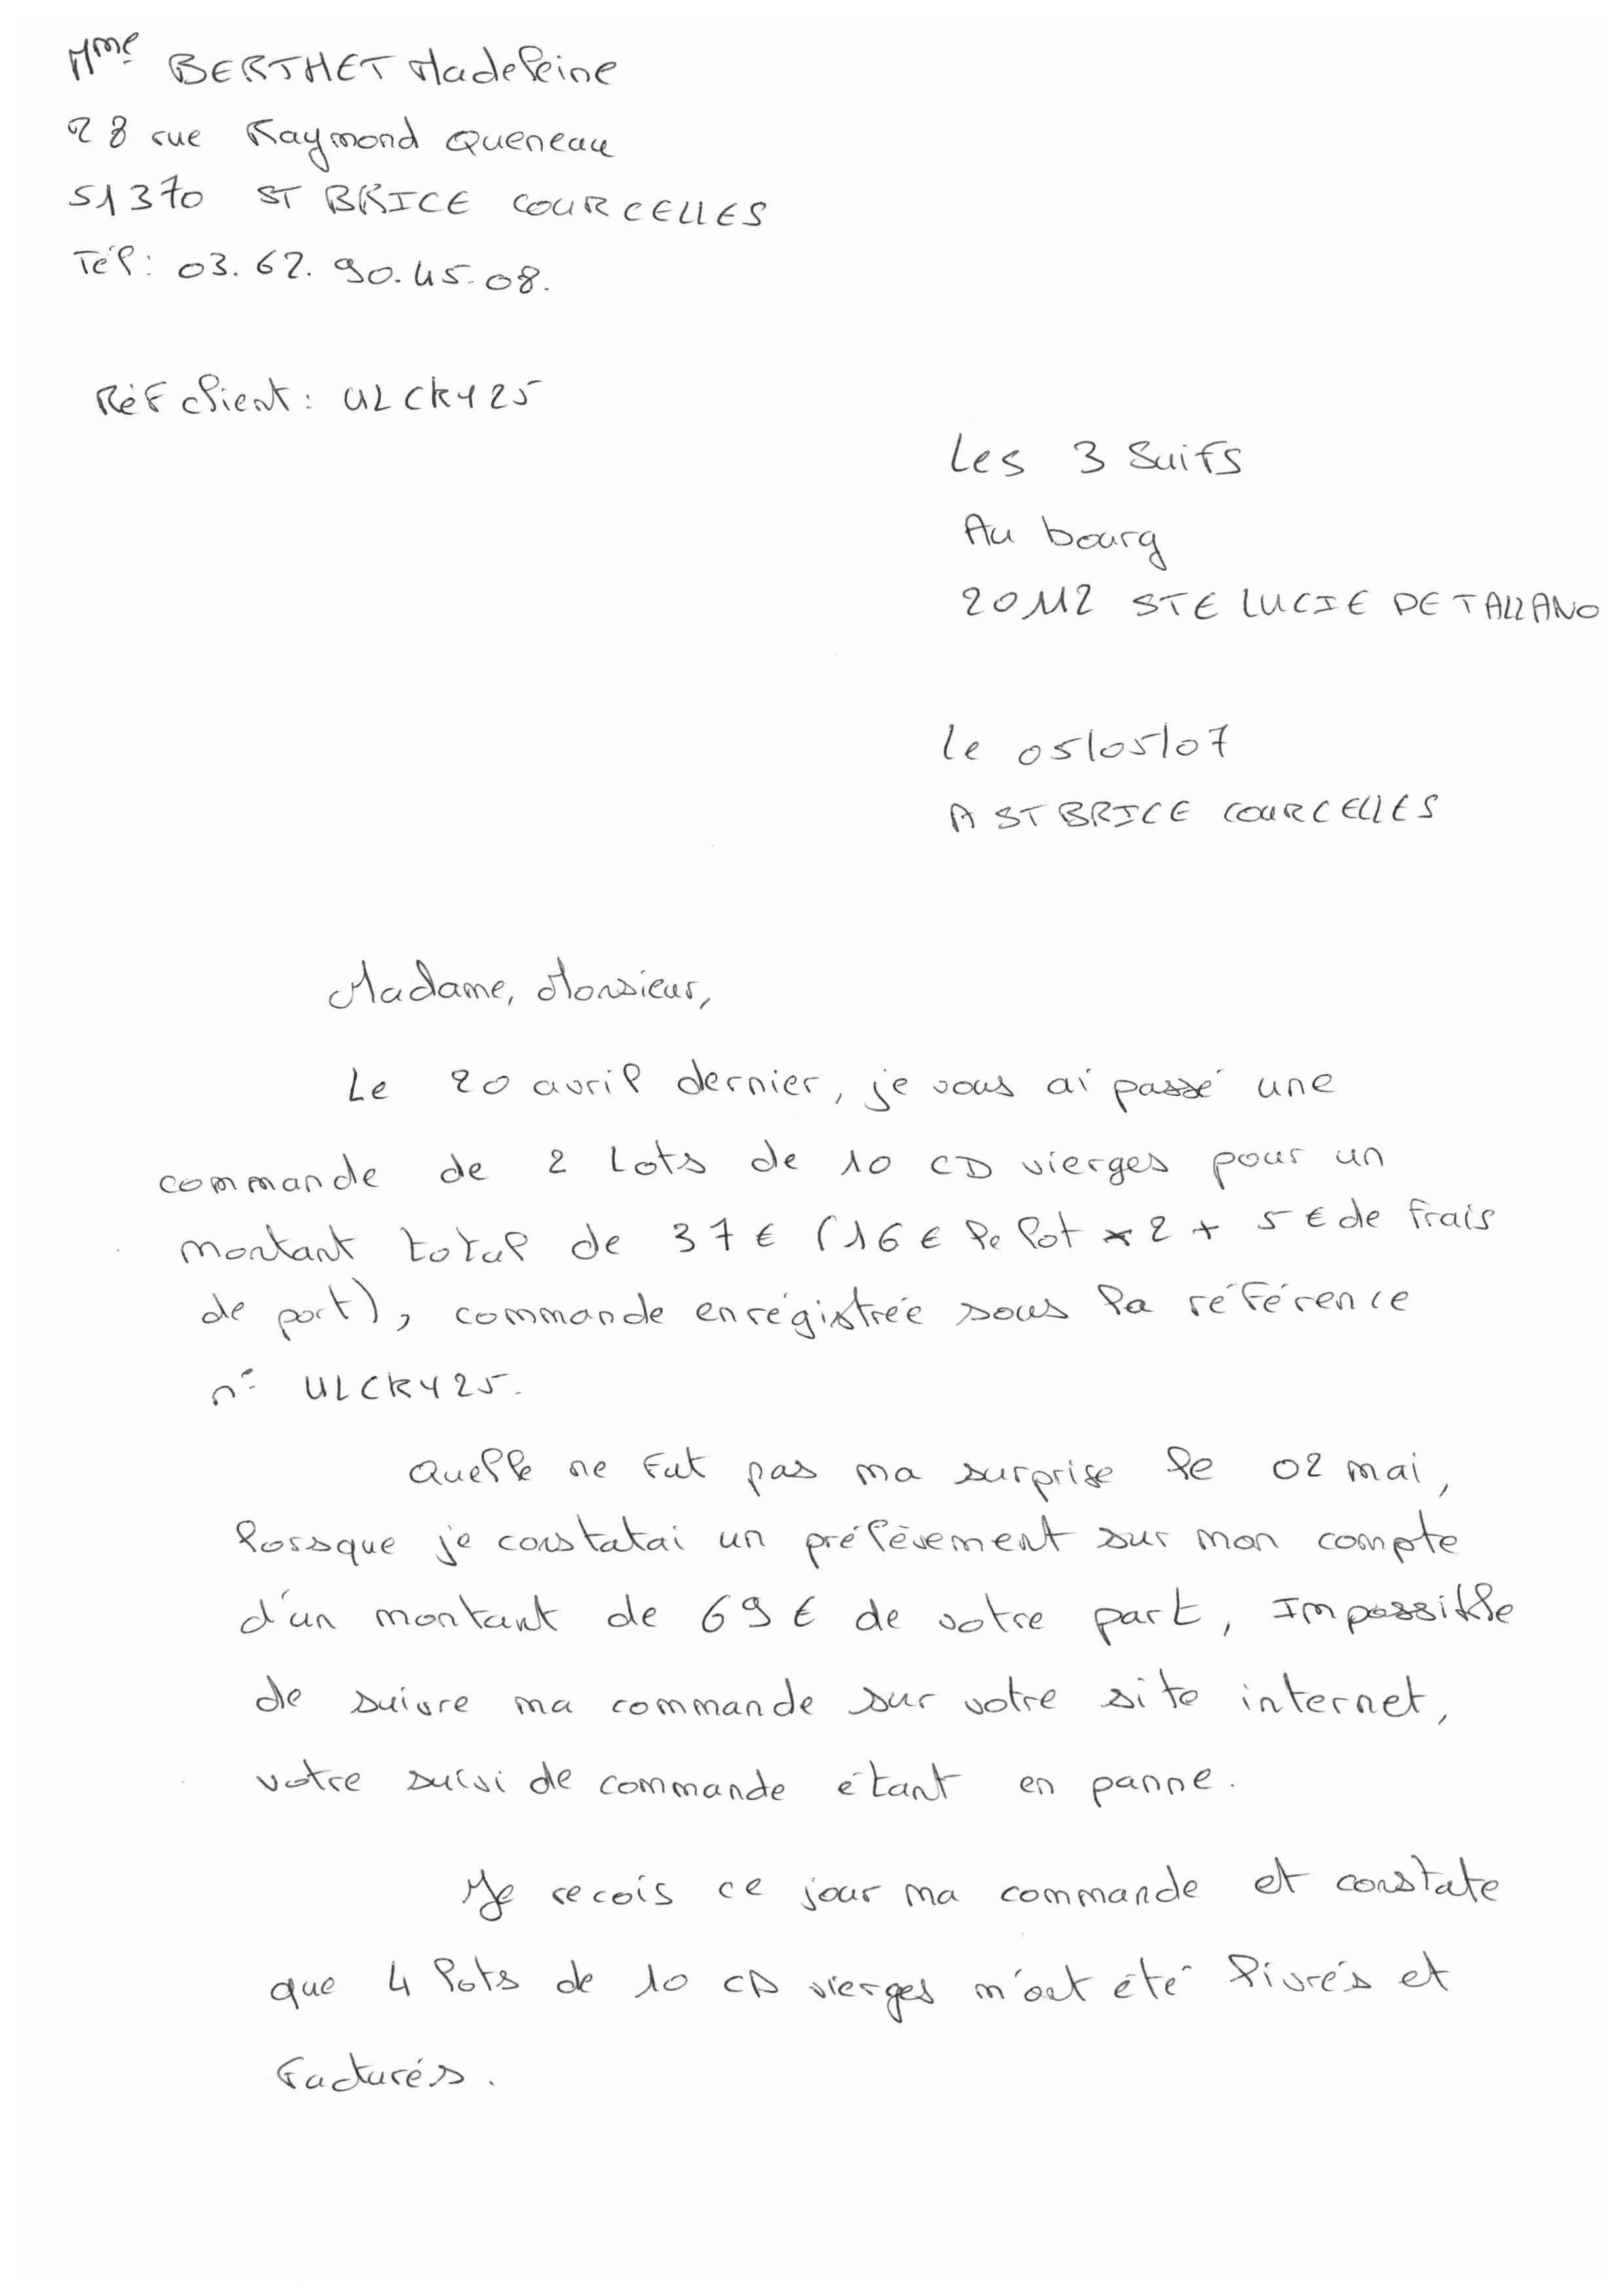 Mme BERTHET Madeleine
28 rue Raymond Queneau
51370 ST BRICE COURCELLES
Tél: 03.62.90.45.08.
Réf client: ULCKY25
Les 3 Suifs
Au bourg
20112 STE LUCIE DE TALLANO
Le 05/05/07
A ST BRICE COURCELLES
Madame, Monsieur,
Le 20 avril dernier, je vous ai passé une
commande de 2 lots de 10 CD vierges pour un
montant total de 37 € (16 € le lot * 2 + 5 € de frais
de port), commande enrégistrée sous la référence
n° ULCKY25.
Quelle ne fut pas ma surprise le 02 mai,
lorsque je constatai un prélèvement sur mon compte
d'un montant de 69 € de votre part, Impossible
de suivre ma commande sur votre site internet,
votre suivi de commande étant en panne.
Je recois ce jour ma commande et constate
que 4 lots de 10 CD vierges m'ont été livrés et
facturés.